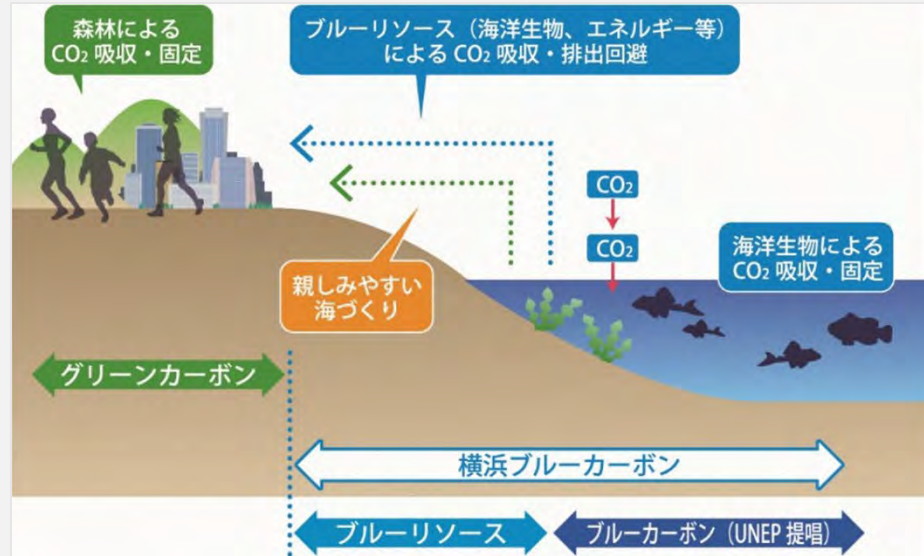 森林による
CO₂ 吸収・固定
ブルーリソース（海洋生物、エネルギー等）
による CO₂ 吸収・排出回避
CO₂
CO₂
海洋生物による
CO₂ 吸収・固定
親しみやすい
海づくり
グリーンカーボン
横浜ブルーカーボン
ブルーリソース
ブルーカーボン（UNEP 提唱）